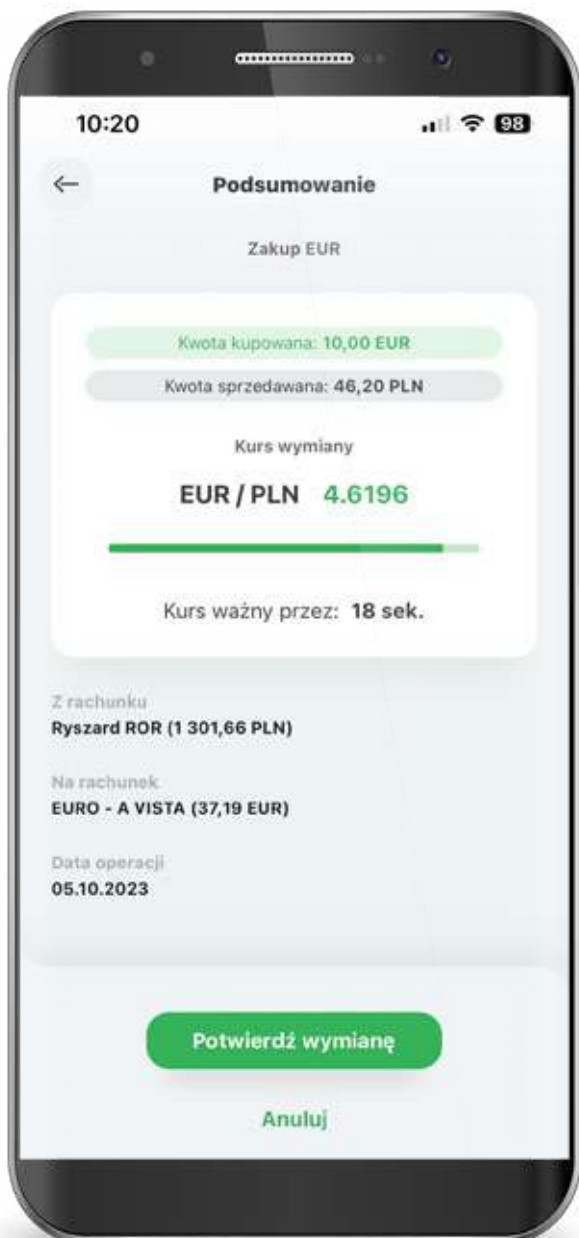 10:20
98
Podsumowanie
Zakup EUR
Kwota kupowana: 10,00 EUR
Kwota sprzedawana: 46,20 PLN
Kurs wymiany
EUR / PLN 4.6196
Kurs ważny przez: 18 sek.
Z rachunku
Ryszard ROR (1 301,66 PLN)
Na rachunek
EURO - A VISTA (37,19 EUR)
Data operacji
05.10.2023
Potwierdź wymianę
Anuluj